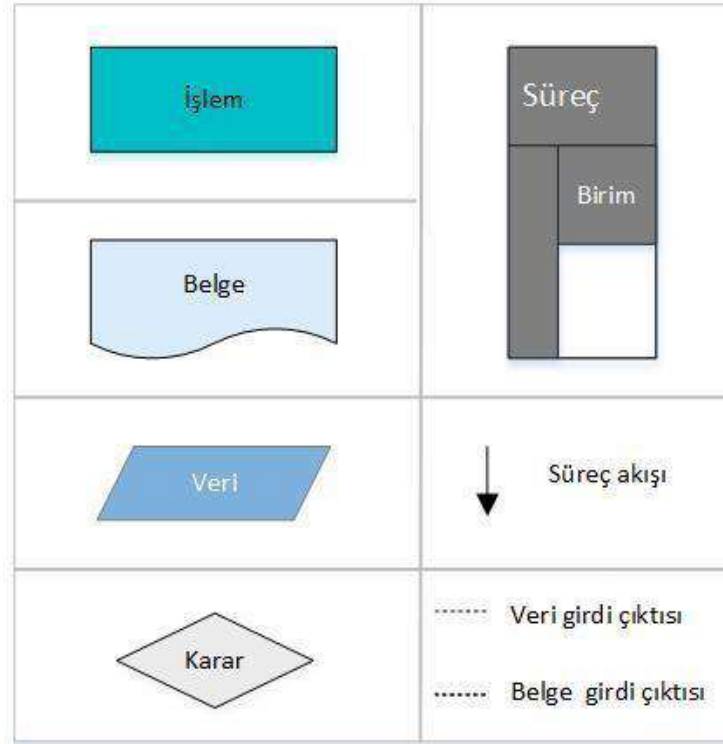 İşlem
Belge
Veri
Karar
Süreç
Birim
Süreç akışı
Veri girdi çıktısı
Belge girdi çıktısı